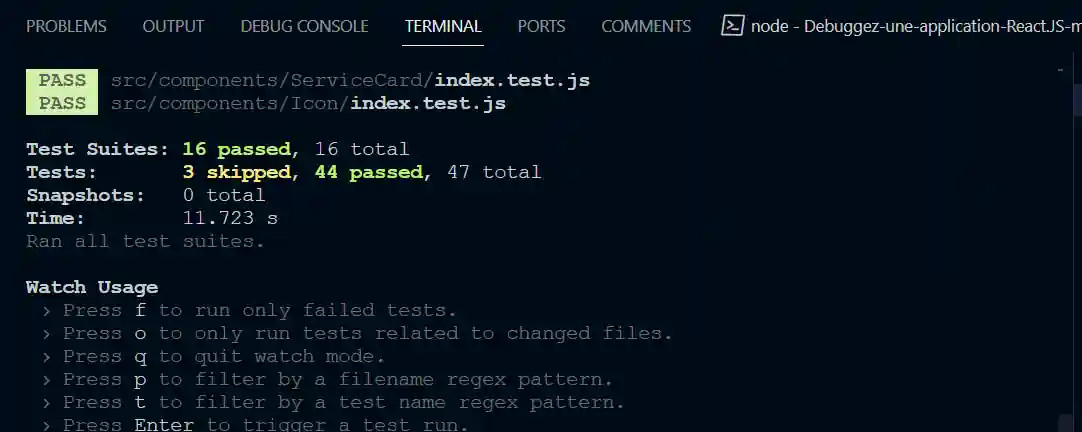 PROBLEMS OUTPUT DEBUG CONSOLE TERMINAL PORTS COMMENTS node - Debuggez-une-application-React.JS-m
PASS src/components/ServiceCard/index.test.js
PASS src/components/Icon/index.test.js
Test Suites: 16 passed, 16 total
Tests: 3 skipped, 44 passed, 47 total
Snapshots: 0 total
Time: 11.723 s
Ran all test suites.
Watch Usage
› Press f to run only failed tests.
› Press o to only run tests related to changed files.
› Press q to quit watch mode.
› Press p to filter by a filename regex pattern.
› Press t to filter by a test name regex pattern.
› Press Enter to trigger a test run.